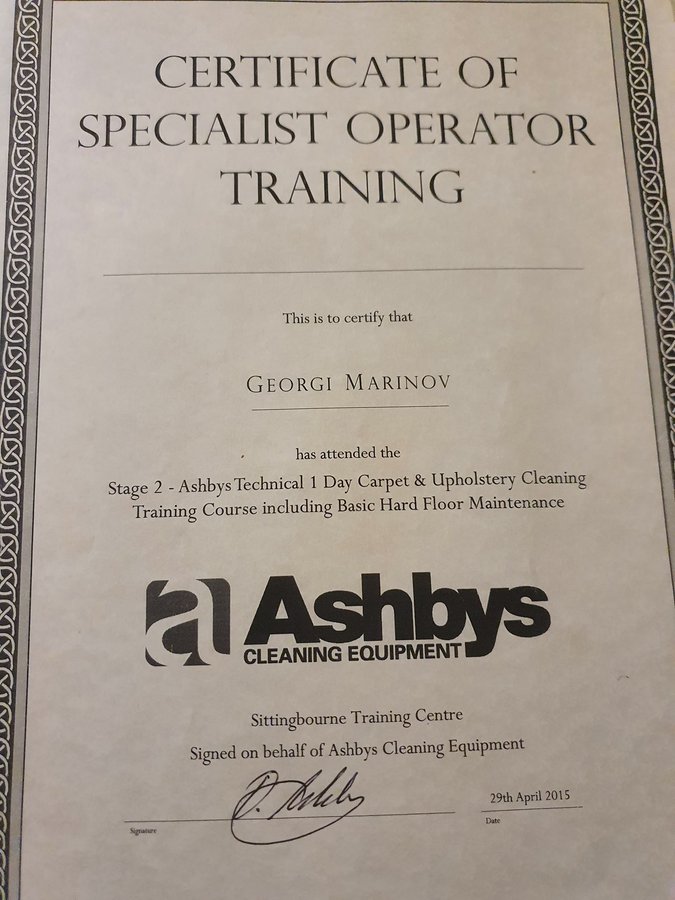 CERTIFICATE OF
SPECIALIST OPERATOR
TRAINING
This is to certify that
GEORGI MARINOV
has attended the
Stage 2 - Ashbys Technical 1 Day Carpet & Upholstery Cleaning
Training Course including Basic Hard Floor Maintenance
a Ashbys
CLEANING EQUIPMENT
Sittingbourne Training Centre
Signed on behalf of Ashbys Cleaning Equipment
D. Ashby
29th April 2015
Signature
Date